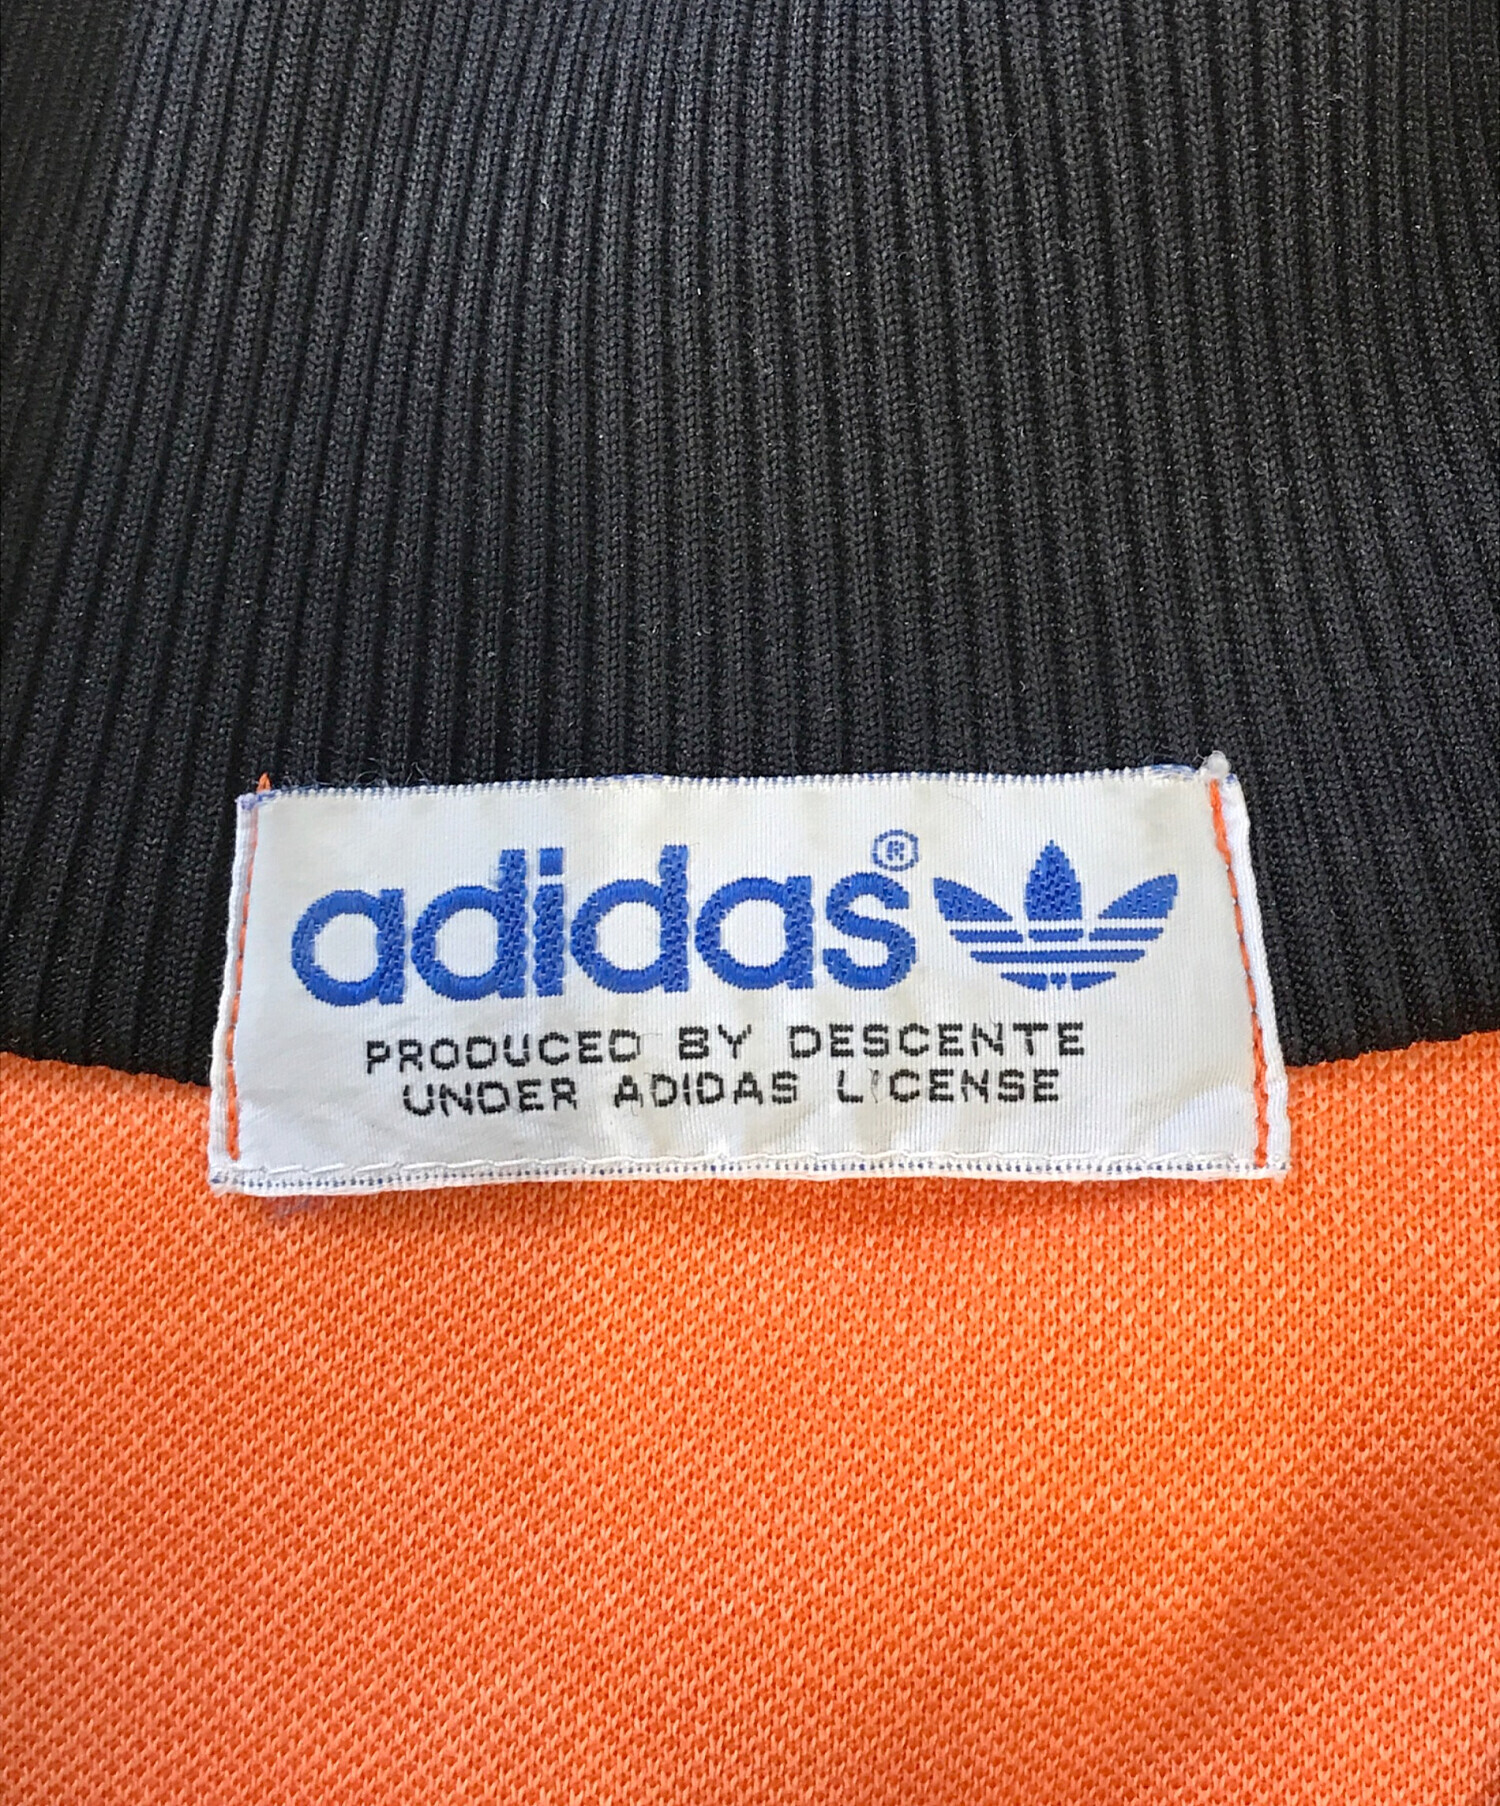 adidas®
PRODUCED BY DESCENTE
UNDER ADIDAS LICENSE